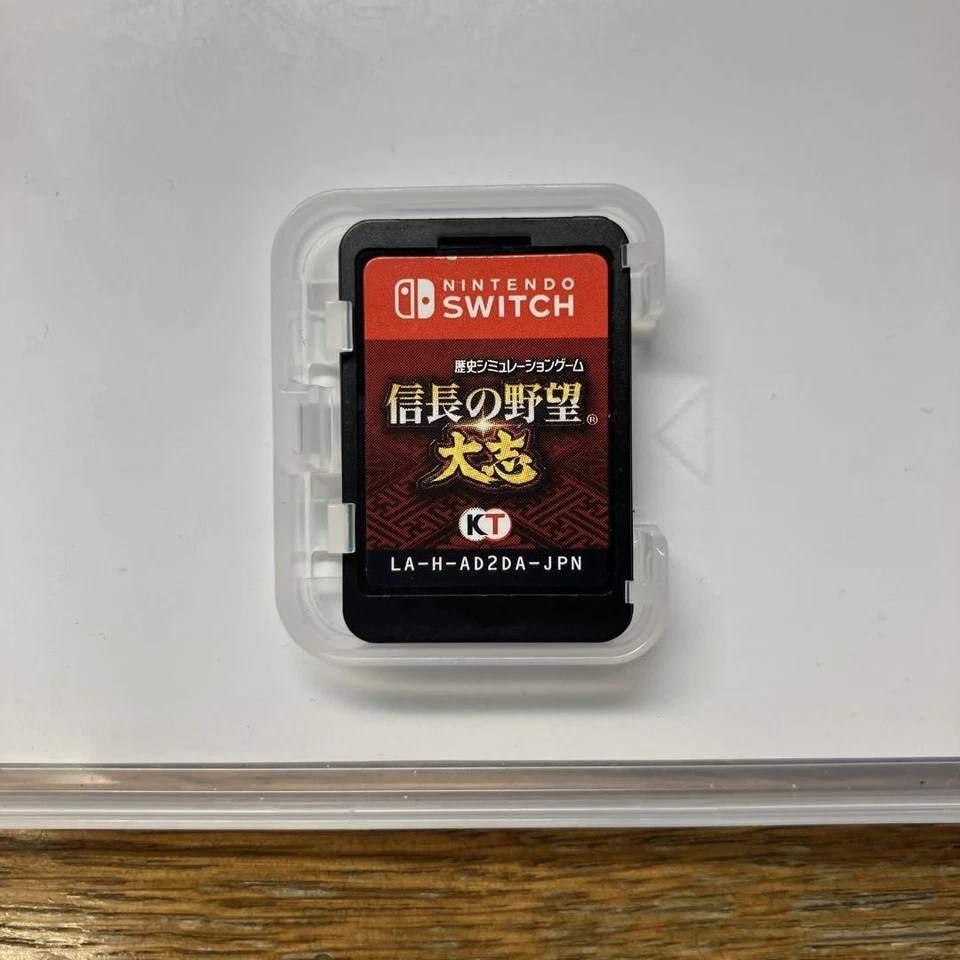 NINTENDO
SWITCH
歴史シミュレーションゲーム
信長の野望®
大志
KT
LA-H-AD2DA-JPN